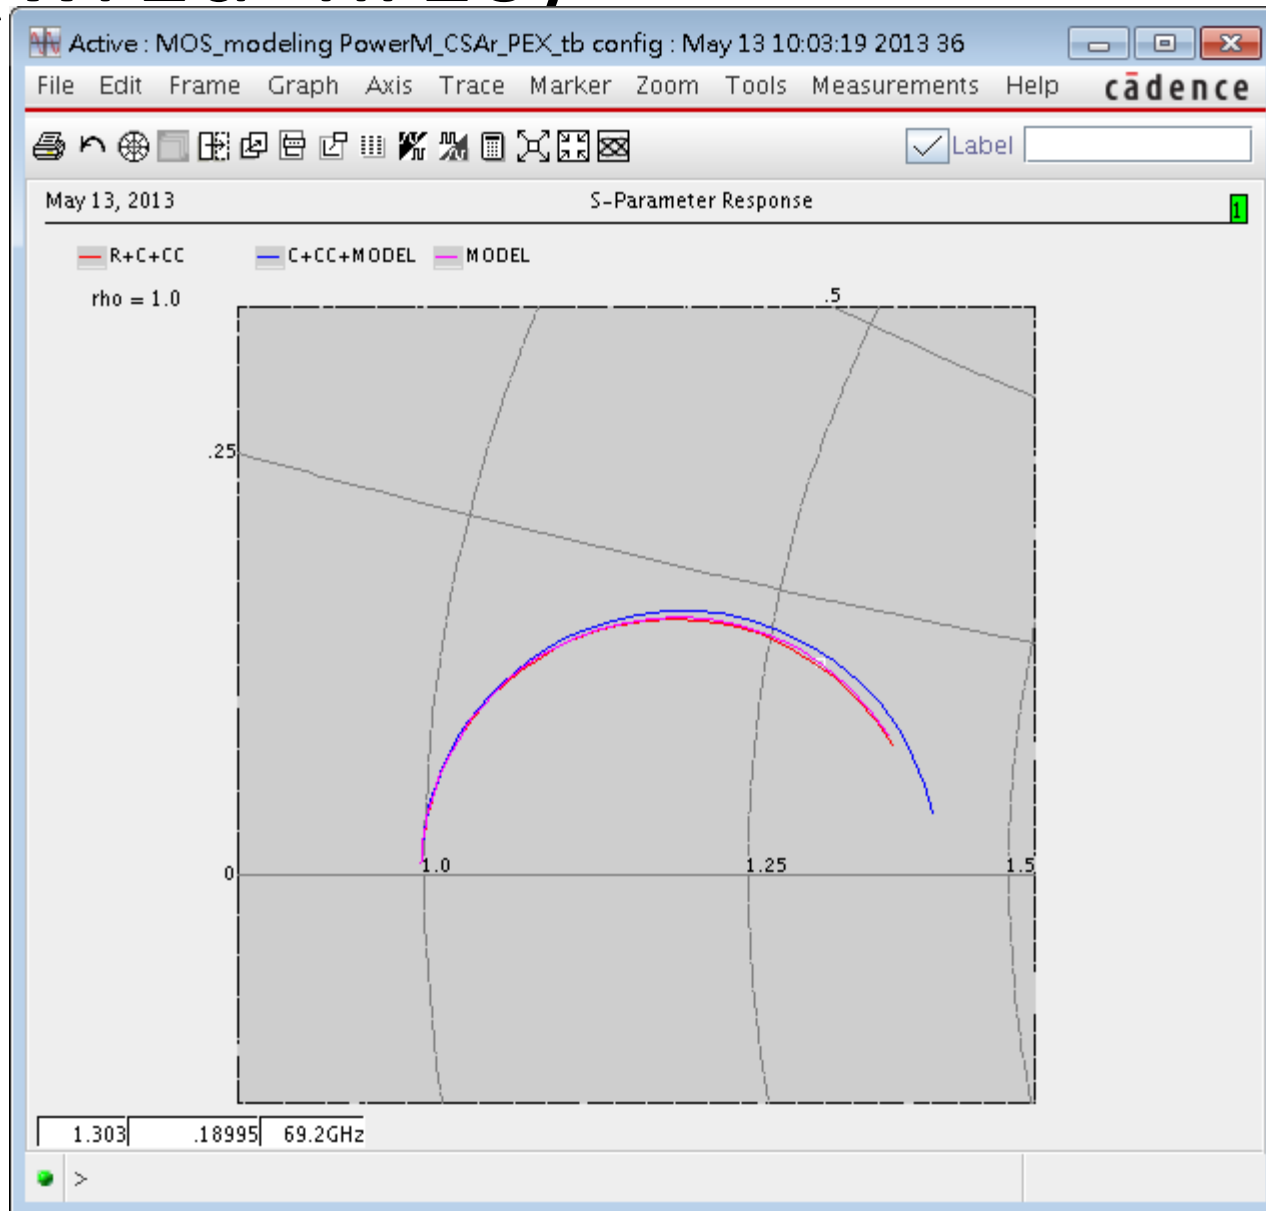 Active : MOS_modeling PowerM_CSAr_PEX_tb config : May 13 10:03:19 2013 36
File Edit Frame Graph Axis Trace Marker Zoom Tools Measurements Help cādence
Label
May 13, 2013 S-Parameter Response 1
R+C+CC C+CC+MODEL MODEL
rho = 1.0
.5
.25
0 1.0 1.25 1.5
1.303 .18995 69.2GHz
>